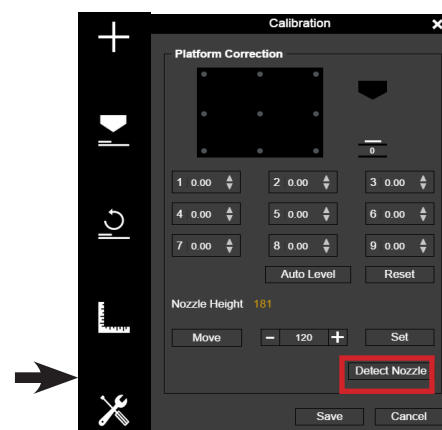 Calibration
Platform Correction
0
1 0.00 2 0.00 3 0.00
4 0.00 5 0.00 6 0.00
7 0.00 8 0.00 9 0.00
Auto Level Reset
Nozzle Height 181
Move − 120 + Set
Detect Nozzle
Save Cancel